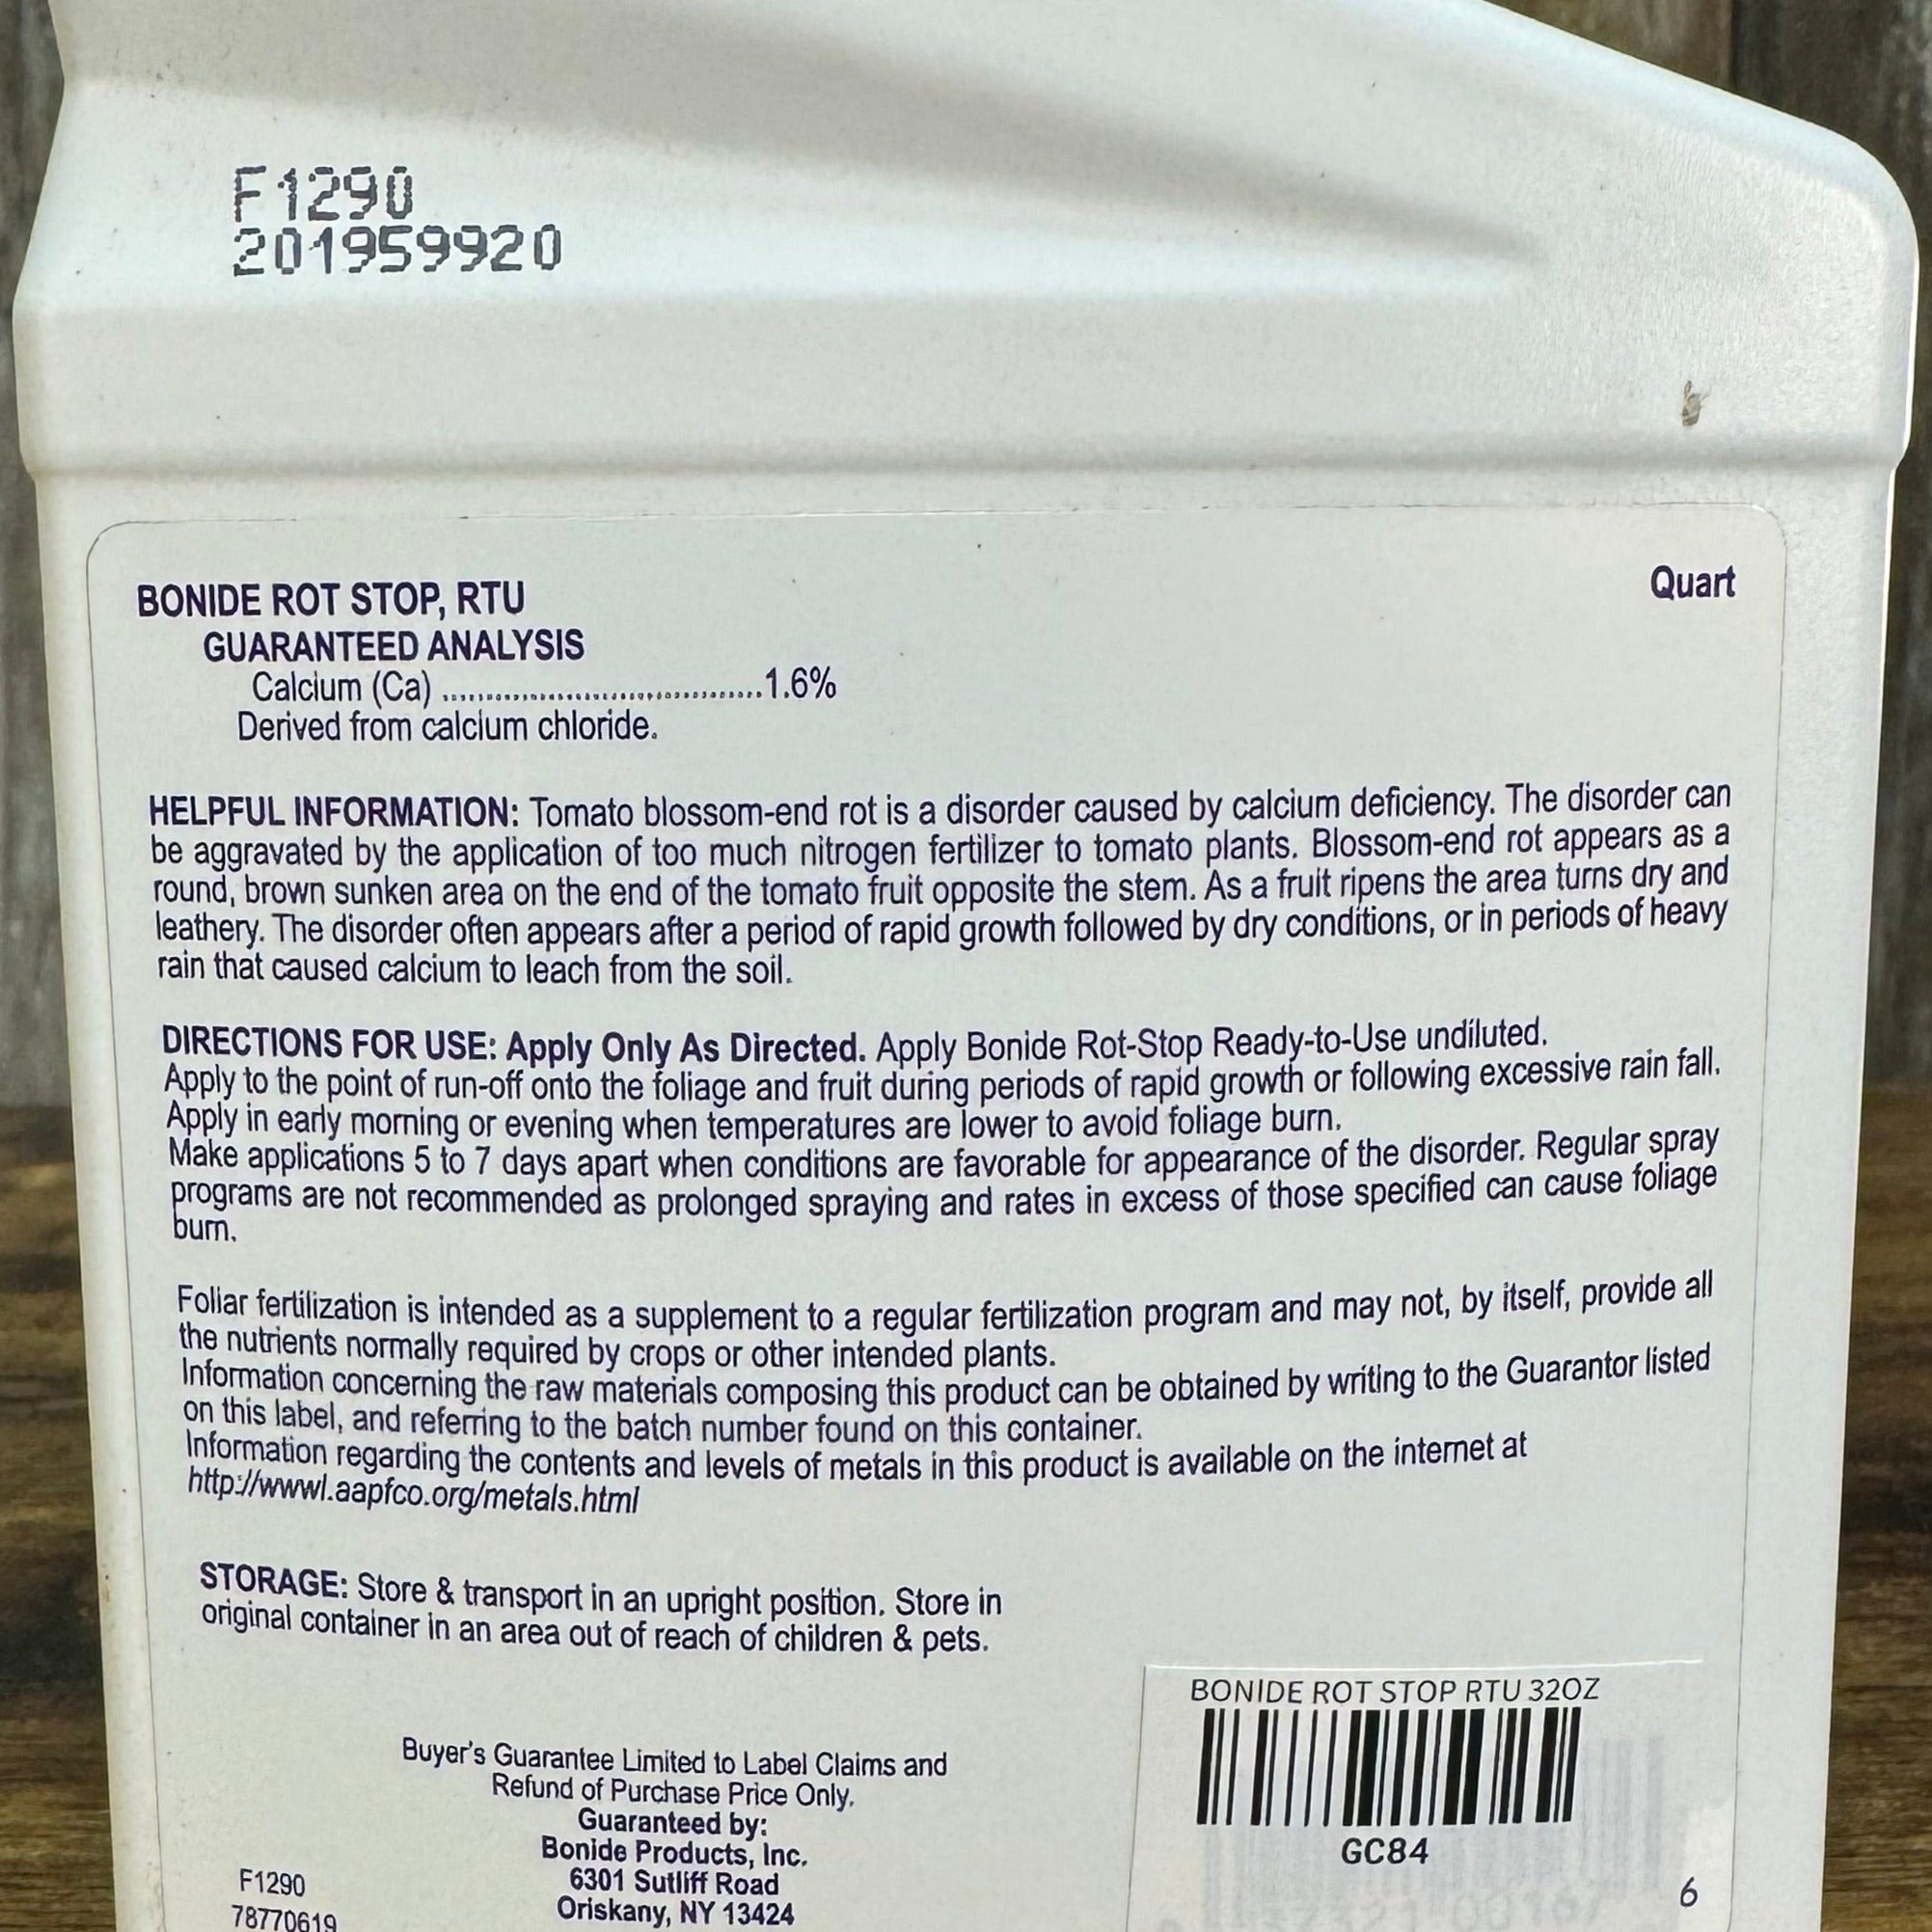 F1290
201959920
BONIDE ROT STOP, RTU
Quart
GUARANTEED ANALYSIS
Calcium (Ca) ........................................1.6%
Derived from calcium chloride.
HELPFUL INFORMATION: Tomato blossom-end rot is a disorder caused by calcium deficiency. The disorder can
be aggravated by the application of too much nitrogen fertilizer to tomato plants. Blossom-end rot appears as a
round, brown sunken area on the end of the tomato fruit opposite the stem. As a fruit ripens the area turns dry and
leathery. The disorder often appears after a period of rapid growth followed by dry conditions, or in periods of heavy
rain that caused calcium to leach from the soil.
DIRECTIONS FOR USE: Apply Only As Directed. Apply Bonide Rot-Stop Ready-to-Use undiluted.
Apply to the point of run-off onto the foliage and fruit during periods of rapid growth or following excessive rain fall.
Apply in early morning or evening when temperatures are lower to avoid foliage burn.
Make applications 5 to 7 days apart when conditions are favorable for appearance of the disorder. Regular spray
programs are not recommended as prolonged spraying and rates in excess of those specified can cause foliage
burn.
Foliar fertilization is intended as a supplement to a regular fertilization program and may not, by itself, provide all
the nutrients normally required by crops or other intended plants.
Information concerning the raw materials composing this product can be obtained by writing to the Guarantor listed
on this label, and referring to the batch number found on this container.
Information regarding the contents and levels of metals in this product is available on the internet at
http://wwwl.aapfco.org/metals.html
STORAGE: Store & transport in an upright position. Store in
original container in an area out of reach of children & pets.
BONIDE ROT STOP RTU 32OZ
GC84
6
Buyer's Guarantee Limited to Label Claims and
Refund of Purchase Price Only.
Guaranteed by:
Bonide Products, Inc.
6301 Sutliff Road
Oriskany, NY 13424
F1290
78770619